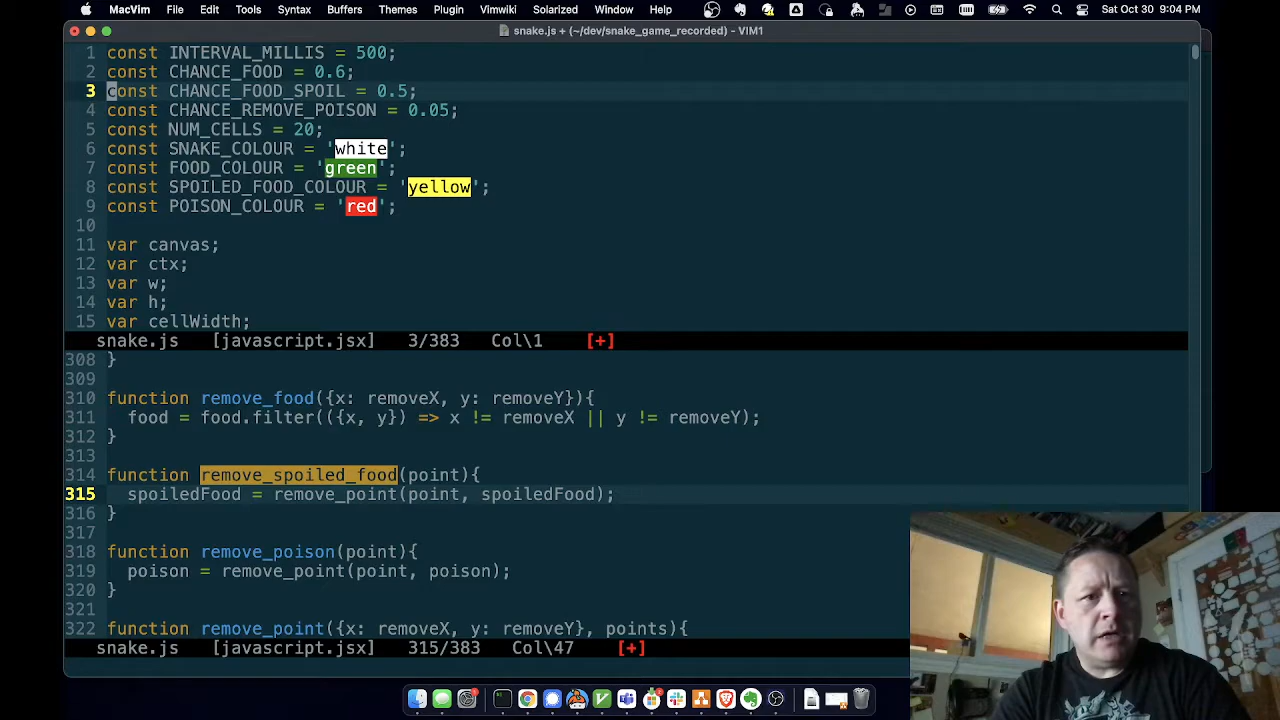 MacVim File Edit Tools Syntax Buffers Themes Plugin Vimwiki Solarized Window Help Sat Oct 30 9:04 PM
snake.js + (~/dev/snake_game_recorded) – VIM1
1 const INTERVAL_MILLIS = 500;
2 const CHANCE_FOOD = 0.6;
3 const CHANCE_FOOD_SPOIL = 0.5;
4 const CHANCE_REMOVE_POISON = 0.05;
5 const NUM_CELLS = 20;
6 const SNAKE_COLOUR = 'white';
7 const FOOD_COLOUR = 'green';
8 const SPOILED_FOOD_COLOUR = 'yellow';
9 const POISON_COLOUR = 'red';
10
11 var canvas;
12 var ctx;
13 var w;
14 var h;
15 var cellWidth;
snake.js [javascript.jsx] 3/383 Col\1 [+]
308 }
309
310 function remove_food({x: removeX, y: removeY}){
311 food = food.filter(({x, y}) => x != removeX || y != removeY);
312 }
313
314 function remove_spoiled_food(point){
315 spoiledFood = remove_point(point, spoiledFood);
316 }
317
318 function remove_poison(point){
319 poison = remove_point(point, poison);
320 }
321
322 function remove_point({x: removeX, y: removeY}, points){
snake.js [javascript.jsx] 315/383 Col\47 [+]